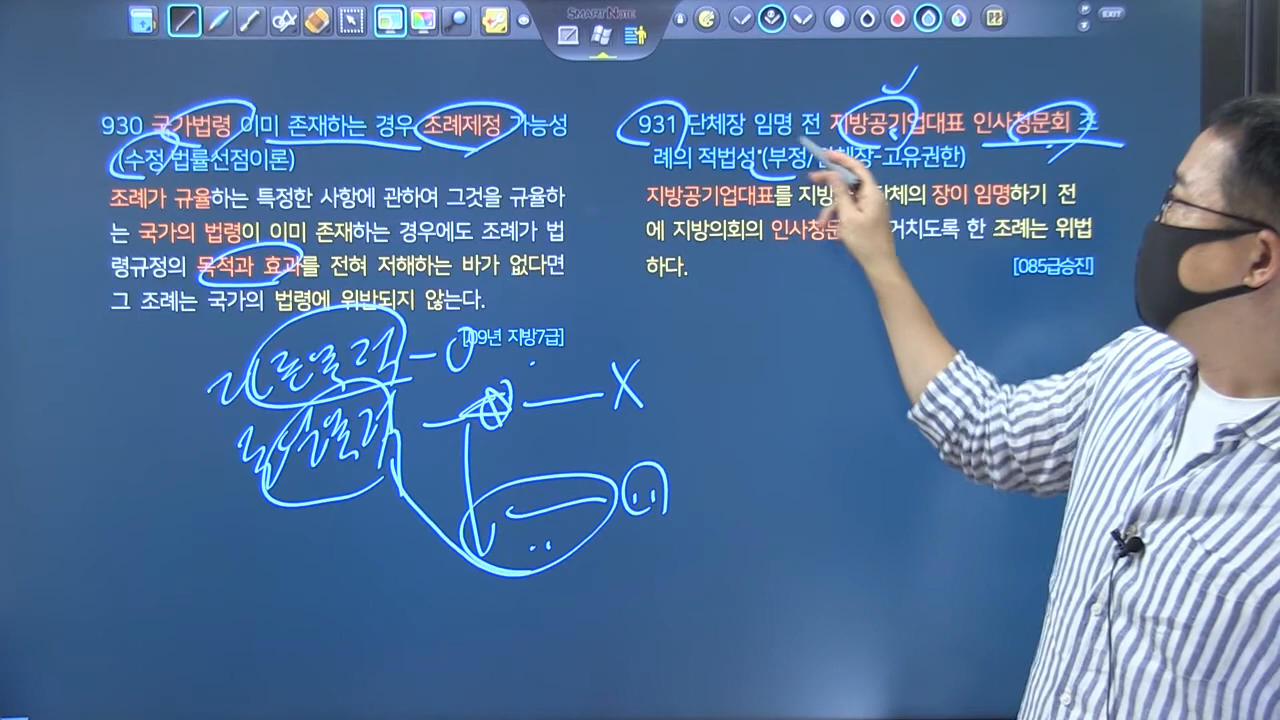 SMART NOTE
EXIT
930 국가법령 이미 존재하는 경우 조례제정 가능성
(수정 법률선점이론)
조례가 규율하는 특정한 사항에 관하여 그것을 규율하
는 국가의 법령이 이미 존재하는 경우에도 조례가 법
령규정의 목적과 효과를 전혀 저해하는 바가 없다면
그 조례는 국가의 법령에 위반되지 않는다.
[09년 지방7급]
931 단체장 임명 전 지방공기업대표 인사청문회 조
례의 적법성 (부정/단체장-고유권한)
지방공기업대표를 지방 단체의 장이 임명하기 전
에 지방의회의 인사청문 거치도록 한 조례는 위법
하다.
[085급승진]
X